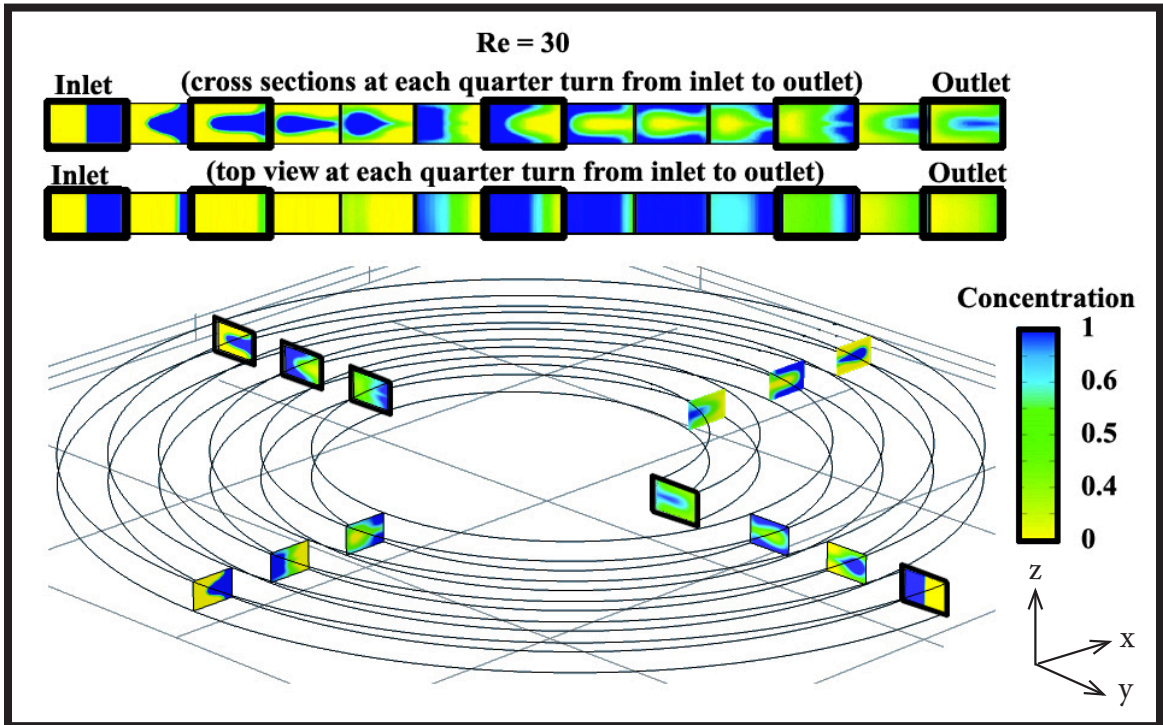 Re = 30
Inlet (cross sections at each quarter turn from inlet to outlet) Outlet
Inlet (top view at each quarter turn from inlet to outlet) Outlet
Concentration
1
0.6
0.5
0.4
0
z
x
y